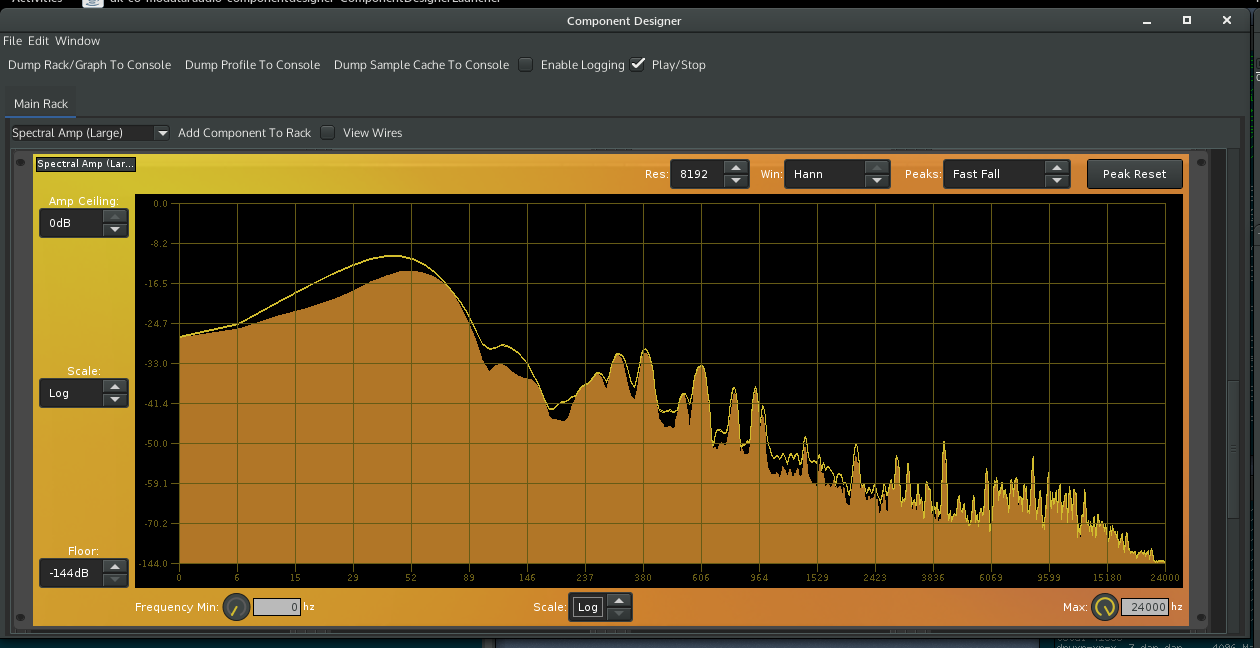 Activities uk-co-modularaudio-componentdesigner-ComponentDesignerLauncher
Component Designer
File Edit Window
Dump Rack/Graph To Console Dump Profile To Console Dump Sample Cache To Console Enable Logging Play/Stop
Main Rack
Spectral Amp (Large) Add Component To Rack View Wires
Spectral Amp (Lar...
Res: 8192 Win: Hann Peaks: Fast Fall Peak Reset
Amp Ceiling:
0dB
Scale:
Log
Floor:
-144dB
0.0
-8.2
-16.5
-24.7
-33.0
-41.4
-50.0
-59.1
-70.2
-144.0
0 6 15 29 52 89 146 237 380 606 964 1529 2423 3836 6069 9599 15180 24000
Frequency Min: 0 hz Scale: Log Max: 24000 hz